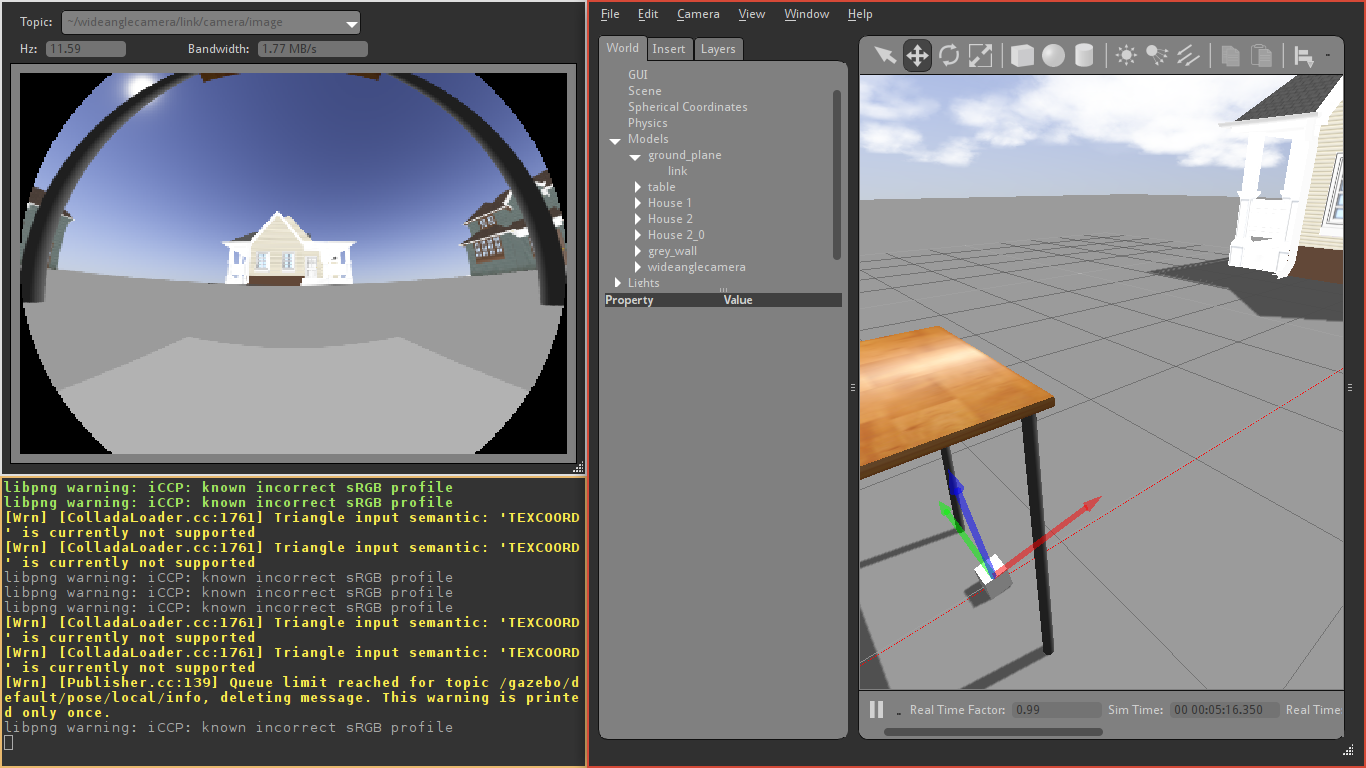 Topic: ~/wideanglecamera/link/camera/image
Hz: 11.59 Bandwidth: 1.77 MB/s
libpng warning: iCCP: known incorrect sRGB profile
libpng warning: iCCP: known incorrect sRGB profile
[Wrn] [ColladaLoader.cc:1761] Triangle input semantic: 'TEXCOORD
' is currently not supported
[Wrn] [ColladaLoader.cc:1761] Triangle input semantic: 'TEXCOORD
' is currently not supported
libpng warning: iCCP: known incorrect sRGB profile
libpng warning: iCCP: known incorrect sRGB profile
libpng warning: iCCP: known incorrect sRGB profile
[Wrn] [ColladaLoader.cc:1761] Triangle input semantic: 'TEXCOORD
' is currently not supported
[Wrn] [ColladaLoader.cc:1761] Triangle input semantic: 'TEXCOORD
' is currently not supported
[Wrn] [Publisher.cc:139] Queue limit reached for topic /gazebo/d
efault/pose/local/info, deleting message. This warning is printe
d only once.
libpng warning: iCCP: known incorrect sRGB profile
File Edit Camera View Window Help
World Insert Layers
GUI
Scene
Spherical Coordinates
Physics
Models
ground_plane
link
table
House 1
House 2
House 2_0
grey_wall
wideanglecamera
Lights
Property Value
Real Time Factor: 0.99 Sim Time: 00 00:05:16.350 Real Time